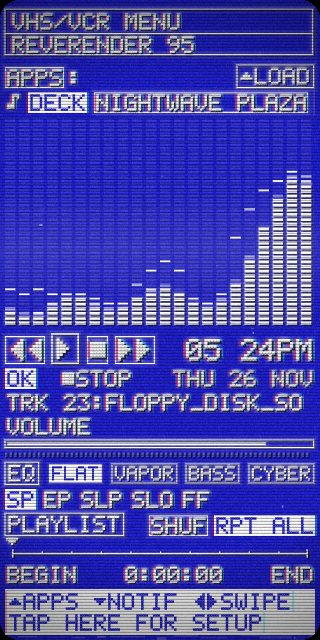 VHS/VCR MENU
REVERENDER 95
APPS: ▲LOAD
♪ DECK NIGHTWAVE PLAZA
05 24PM
OK ■STOP THU 26 NOV
TRK 23:FLOPPY_DISK_SO
VOLUME
EQ FLAT VAPOR BASS CYBER
SP EP SLP SLO FF
PLAYLIST SHUF RPT ALL
BEGIN 0:00:00 END
▲APPS ▼NOTIF ◀▶SWIPE
TAP HERE FOR SETUP